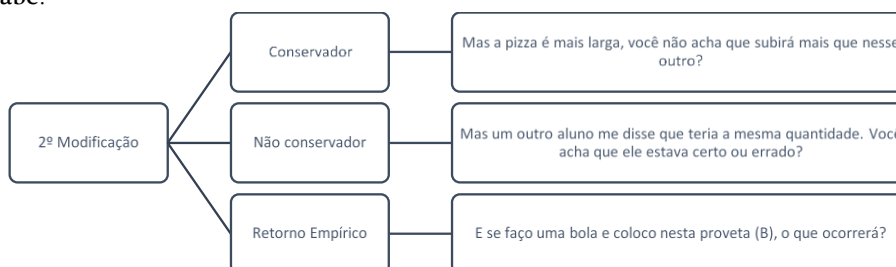 Conservador
Mas a pizza é mais larga, você não acha que subirá mais que nesse
outro?
2º Modificação
Não conservador
Mas um outro aluno me disse que teria a mesma quantidade.
acha que ele estava certo ou errado?
Retorno Empírico
E se faço uma bola e coloco nesta proveta (B), o que ocorrerá?